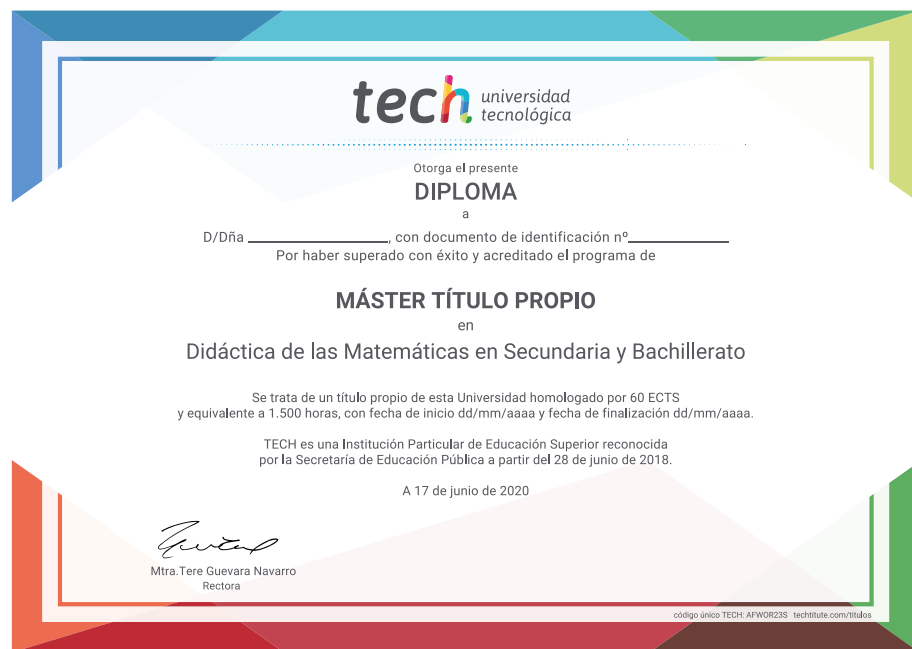 tech universidad
tecnológica
Otorga el presente
DIPLOMA
a
D/Dña ____________________, con documento de identificación nº______________
Por haber superado con éxito y acreditado el programa de
MÁSTER TÍTULO PROPIO
en
Didáctica de las Matemáticas en Secundaria y Bachillerato
Se trata de un título propio de esta Universidad homologado por 60 ECTS
y equivalente a 1.500 horas, con fecha de inicio dd/mm/aaaa y fecha de finalización dd/mm/aaaa.
TECH es una Institución Particular de Educación Superior reconocida
por la Secretaría de Educación Pública a partir del 28 de junio de 2018.
A 17 de junio de 2020
Mtra.Tere Guevara Navarro
Rectora
código único TECH: AFWOR23S techtitute.com/titulos